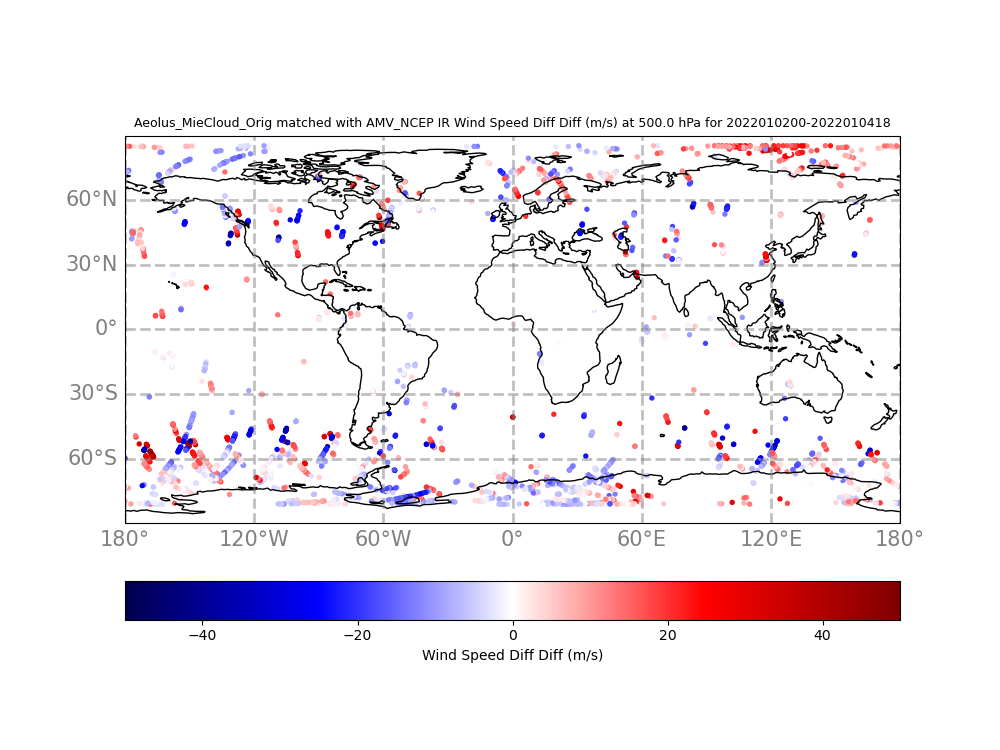 Aeolus_MieCloud_Orig matched with AMV_NCEP IR Wind Speed Diff Diff (m/s) at 500.0 hPa for 2022010200-2022010418
60°N
30°N
0°
30°S
60°S
180° 120°W 60°W 0° 60°E 120°E 180°
−40 −20 0 20 40
Wind Speed Diff Diff (m/s)